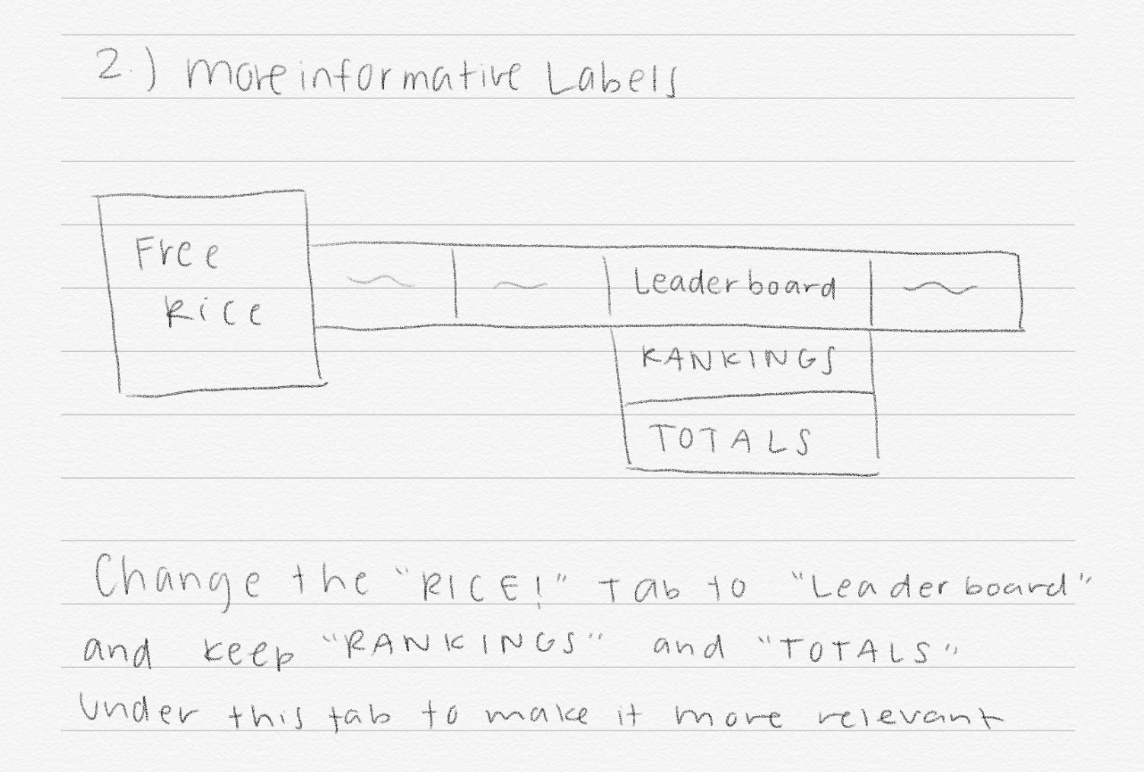 2.) More informative Labels
Free
Rice
Leaderboard
RANKINGS
TOTALS
Change the "RICE!" Tab to "Leaderboard"
and keep "RANKINGS" and "TOTALS"
under this tab to make it more relevant